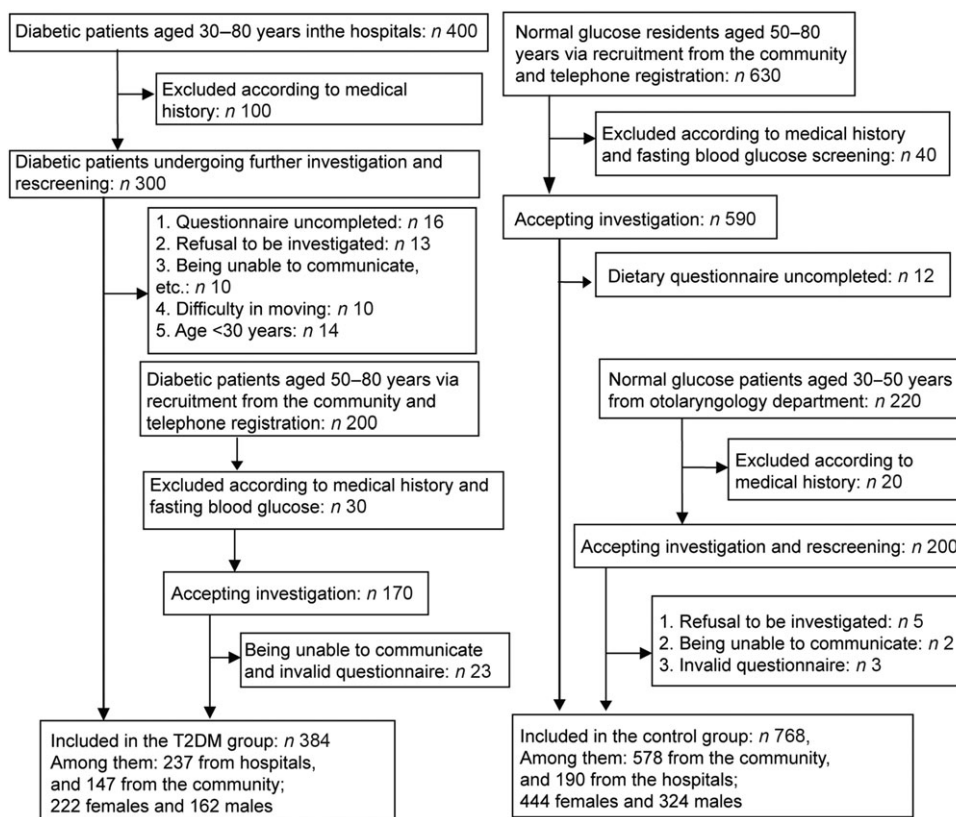 Diabetic patients aged 30–80 years inthe hospitals: n 400
Excluded according to medical
history: n 100
Diabetic patients undergoing further investigation and
rescreening: n 300
1. Questionnaire uncompleted: n 16
2. Refusal to be investigated: n 13
3. Being unable to communicate,
etc.: n 10
4. Difficulty in moving: n 10
5. Age <30 years: n 14
Diabetic patients aged 50–80 years via
recruitment from the community and
telephone registration: n 200
Excluded according to medical history and
fasting blood glucose: n 30
Accepting investigation: n 170
Being unable to communicate
and invalid questionnaire: n 23
Included in the T2DM group: n 384
Among them: 237 from hospitals,
and 147 from the community;
222 females and 162 males
Normal glucose residents aged 50–80
years via recruitment from the community
and telephone registration: n 630
Excluded according to medical history
and fasting blood glucose screening: n 40
Accepting investigation: n 590
Dietary questionnaire uncompleted: n 12
Normal glucose patients aged 30–50 years
from otolaryngology department: n 220
Excluded according to
medical history: n 20
Accepting investigation and rescreening: n 200
1. Refusal to be investigated: n 5
2. Being unable to communicate: n 2
3. Invalid questionnaire: n 3
Included in the control group: n 768,
Among them: 578 from the community,
and 190 from the hospitals;
444 females and 324 males